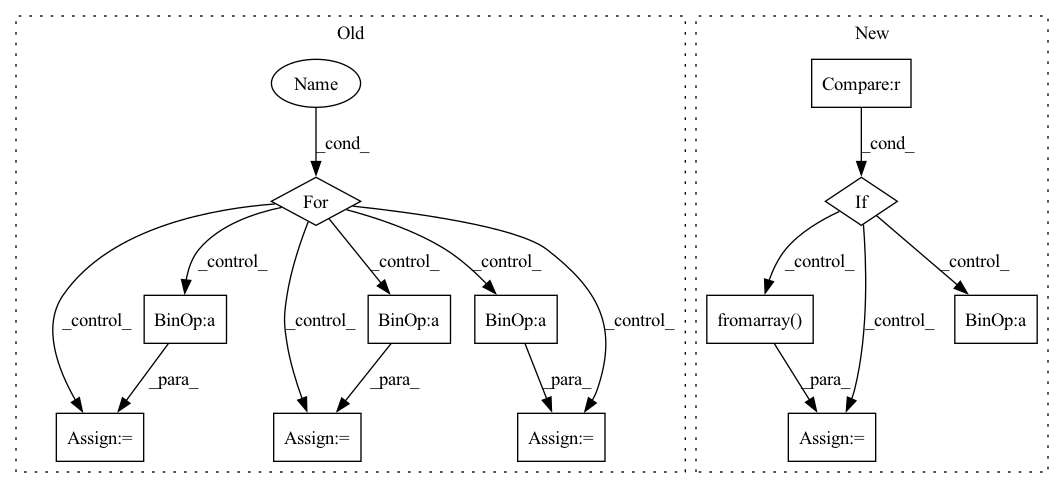 Old
New
Name
Compare:r
_cond_
_cond_
For
If
_control_
_control_
_control_
_control_
_control_
BinOp:a
BinOp:a
BinOp:a
fromarray()
BinOp:a
_control_
_control_
_control_
_control_
_para_
_para_
_para_
_para_
Assign:=
Assign:=
Assign:=
Assign:=